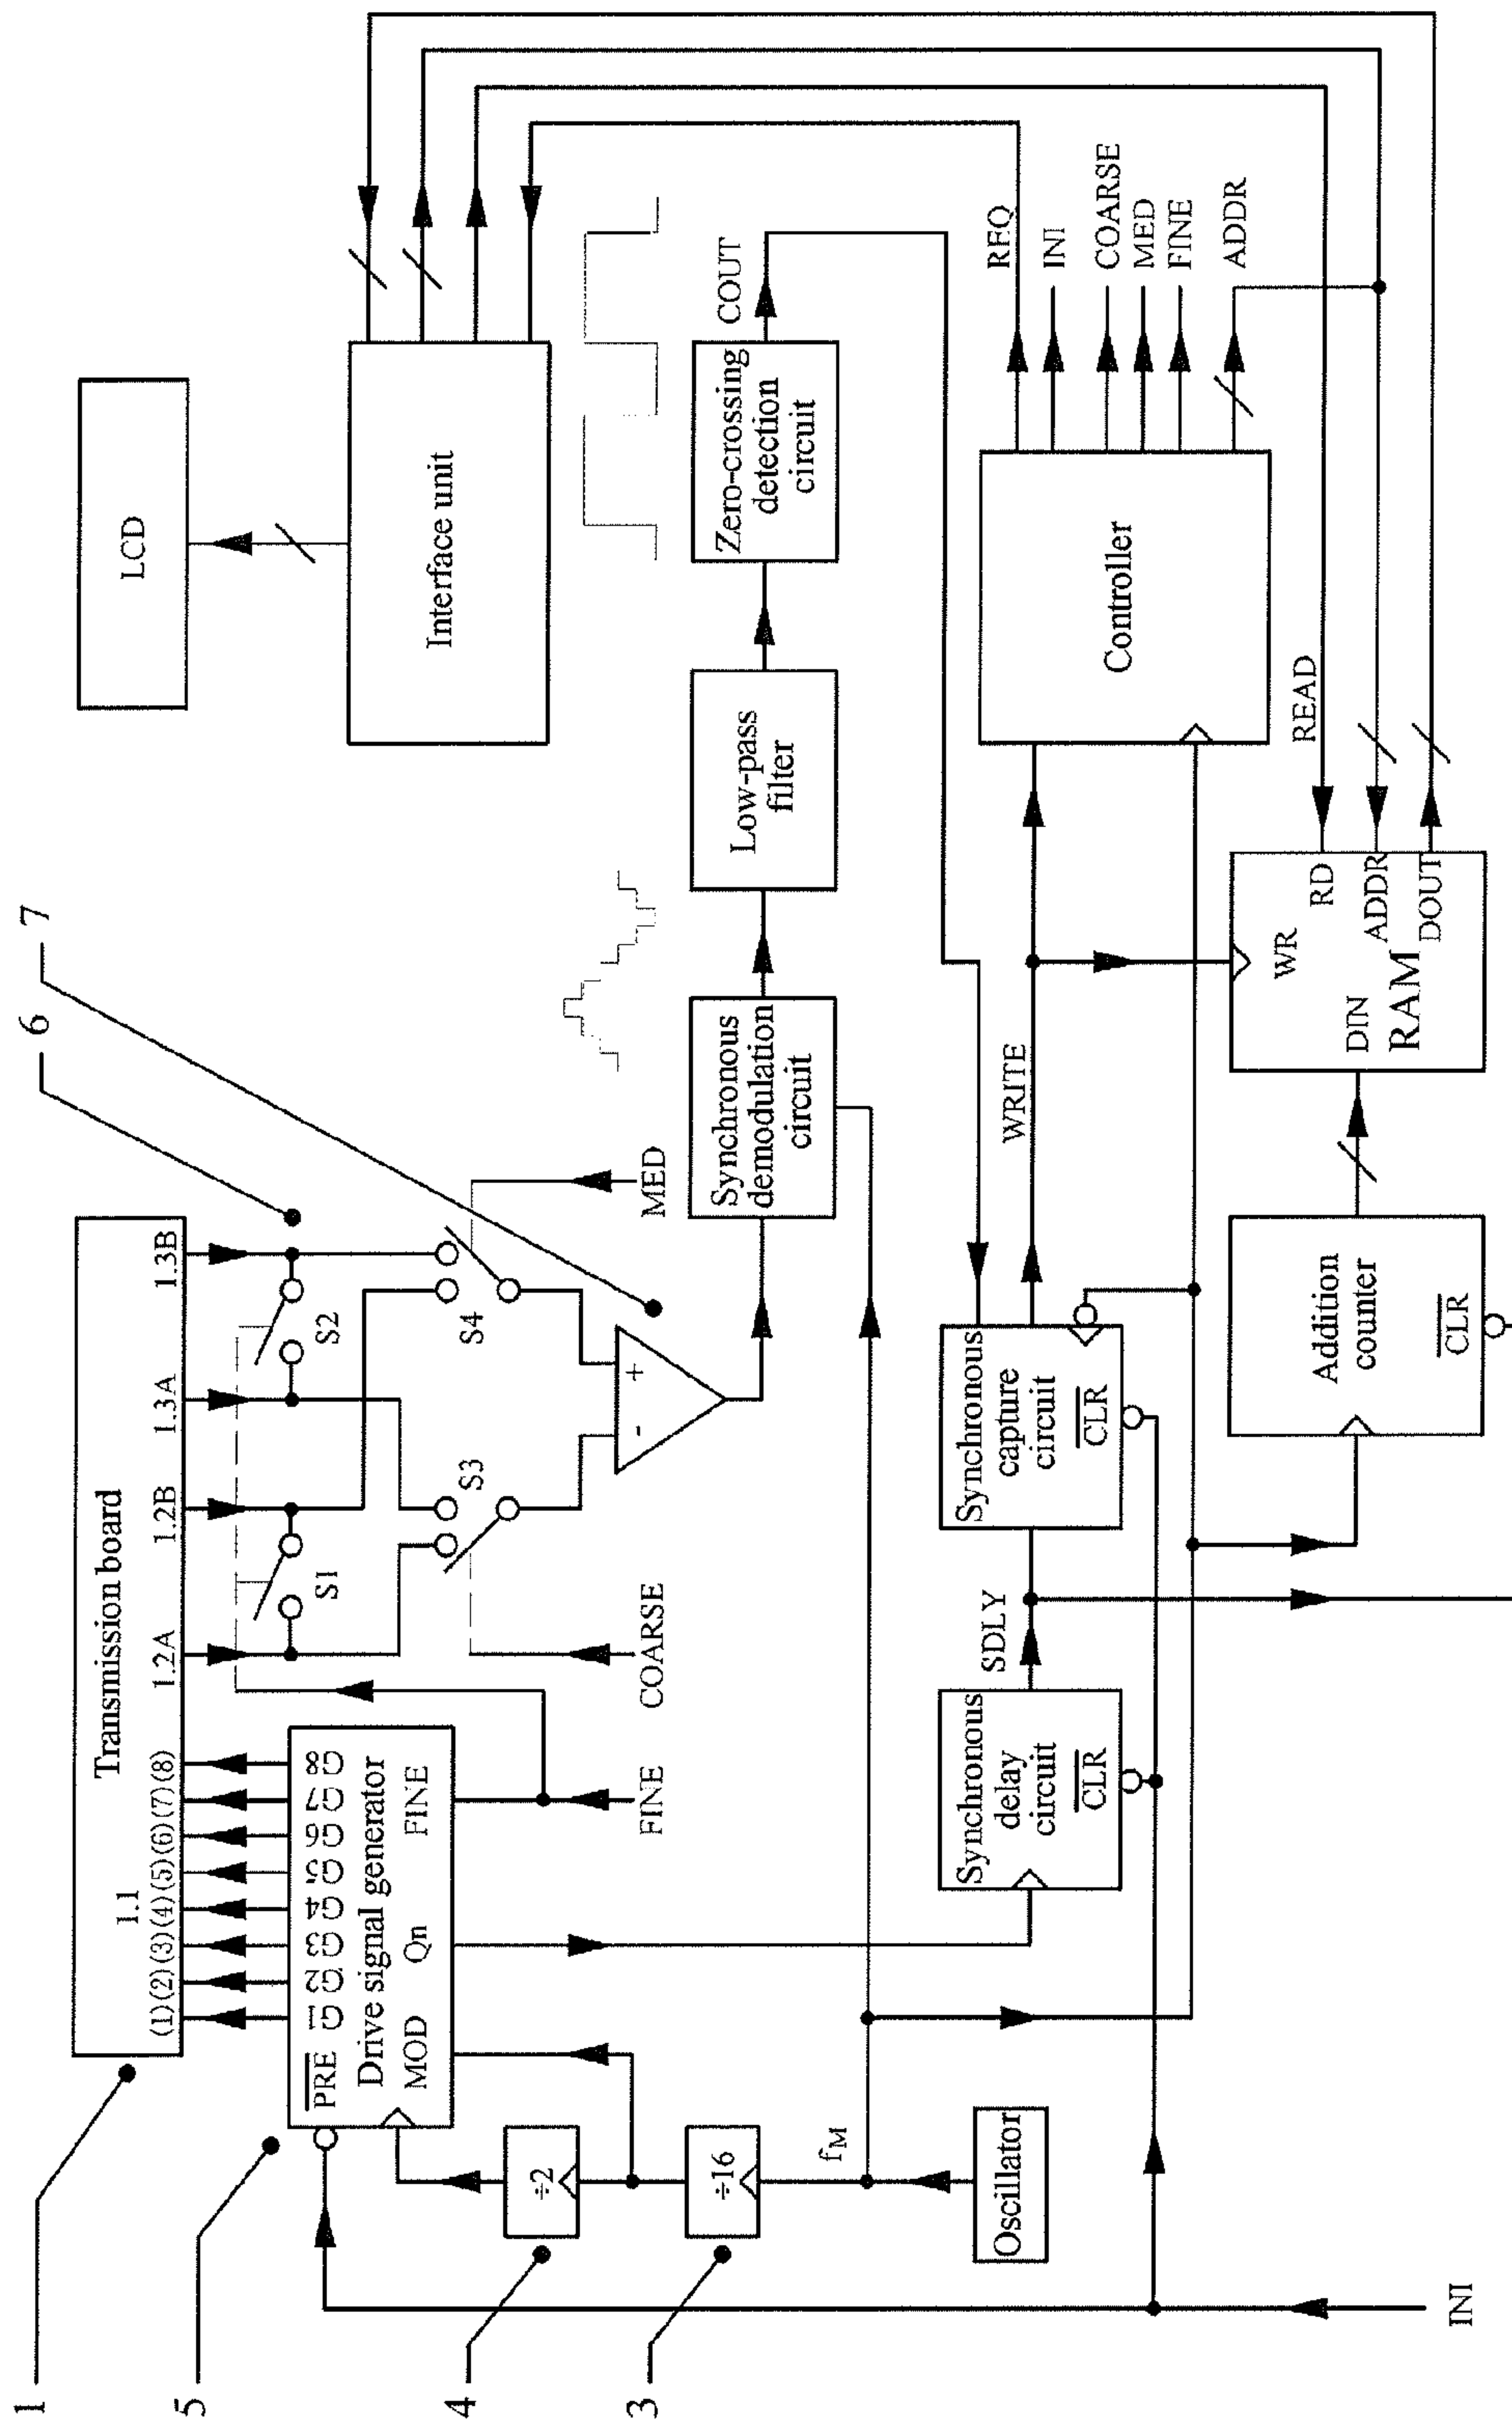 1
5
4
3
6
7
Transmission board
1.1
(1)(2)(3)(4)(5)(6)(7)(8)
1.2A
1.2B
1.3A
1.3B
PRE
G1
G2
G3
G4
G5
G6
G7
G8
Drive signal generator
MOD
Qn
FINE
S1
S2
S3
S4
-
+
FINE
COARSE
MED
÷2
÷16
fM
Oscillator
INI
Synchronous
demodulation
circuit
Low-pass
filter
Zero-crossing
detection
circuit
COUT
LCD
Interface unit
Synchronous
delay
circuit
CLR
SDLY
Synchronous
capture
circuit
CLR
WRITE
Controller
REQ
INI
COARSE
MED
FINE
ADDR
READ
Addition
counter
CLR
DIN
WR
RAM
RD
ADDR
DOUT